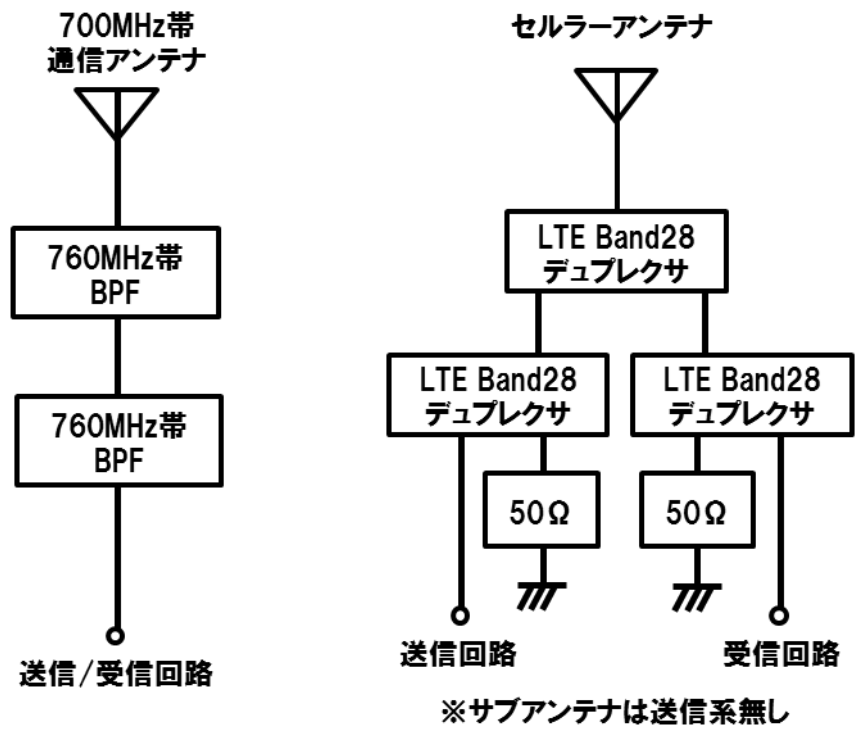 700MHz帯
通信アンテナ
760MHz帯
BPF
760MHz帯
BPF
送信/受信回路
セルラーアンテナ
LTE Band28
デュプレクサ
LTE Band28
デュプレクサ
LTE Band28
デュプレクサ
50Ω
50Ω
送信回路
受信回路
※サブアンテナは送信系無し